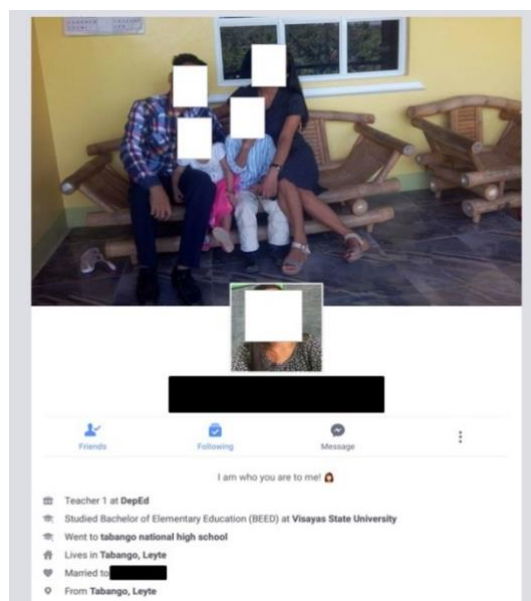 Friends
Following
Message
I am who you are to me!
Teacher 1 at DepEd
Studied Bachelor of Elementary Education (BEED) at Visayas State University
Went to tabango national high school
Lives in Tabango, Leyte
Married to
From Tabango, Leyte